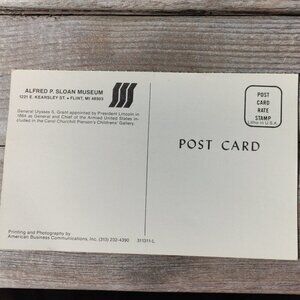 ALFRED P. SLOAN MUSEUM
1221 E. KEARSLEY ST. • FLINT, MI 48503
General Ulysses S. Grant appointed by President Lincoln in
1864 as General and Chief of the Armed United States in-
cluded in the Carol Churchill Pierson's Childrens' Gallery.
POST
CARD
RATE
STAMP
Litho in U.S.A.
POST CARD
Printing and Photography by
American Business Communications, Inc. (313) 232-4390 311311-L